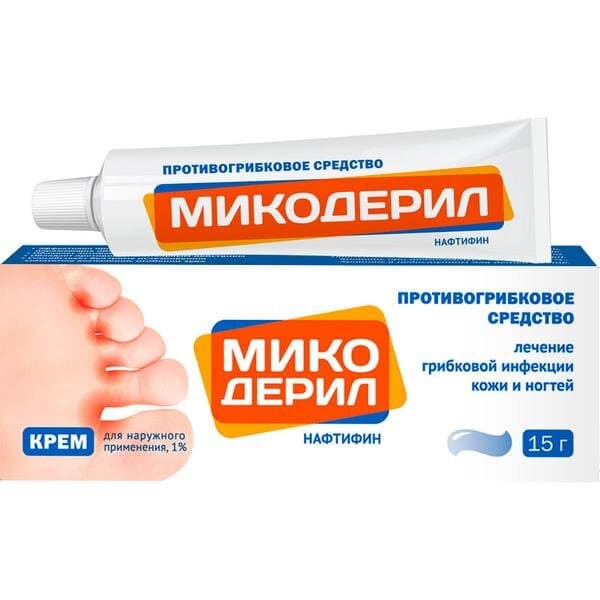 ПРОТИВОГРИБКОВОЕ СРЕДСТВО
МИКОДЕРИЛ
НАФТИФИН
ПРОТИВОГРИБКОВОЕ
СРЕДСТВО
лечение
грибковой инфекции
кожи и ногтей
МИКО
ДЕРИЛ
НАФТИФИН
КРЕМ
для наружного
применения, 1%
15 г